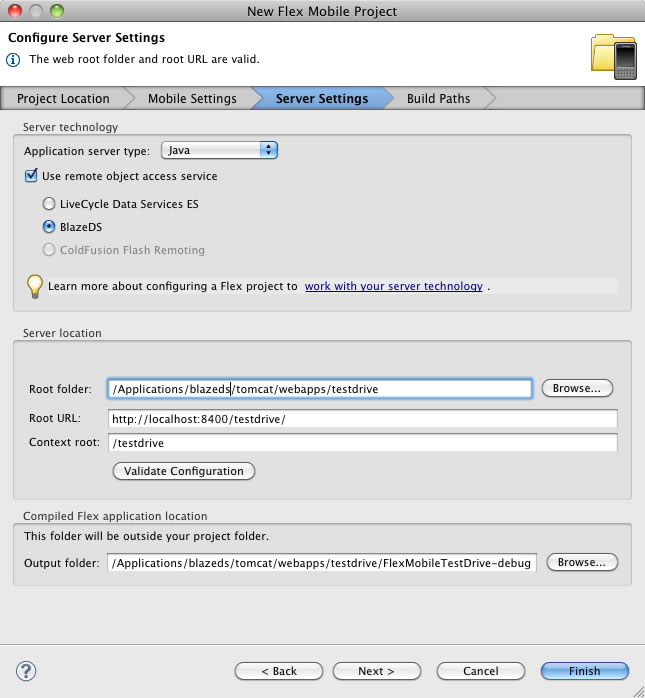 New Flex Mobile Project
Configure Server Settings
The web root folder and root URL are valid.
Project Location Mobile Settings Server Settings Build Paths
Server technology
Application server type: Java
Use remote object access service
LiveCycle Data Services ES
BlazeDS
ColdFusion Flash Remoting
Learn more about configuring a Flex project to work with your server technology .
Server location
Root folder: /Applications/blazeds/tomcat/webapps/testdrive Browse...
Root URL: http://localhost:8400/testdrive/
Context root: /testdrive
Validate Configuration
Compiled Flex application location
This folder will be outside your project folder.
Output folder: /Applications/blazeds/tomcat/webapps/testdrive/FlexMobileTestDrive-debug Browse...
? < Back Next > Cancel Finish